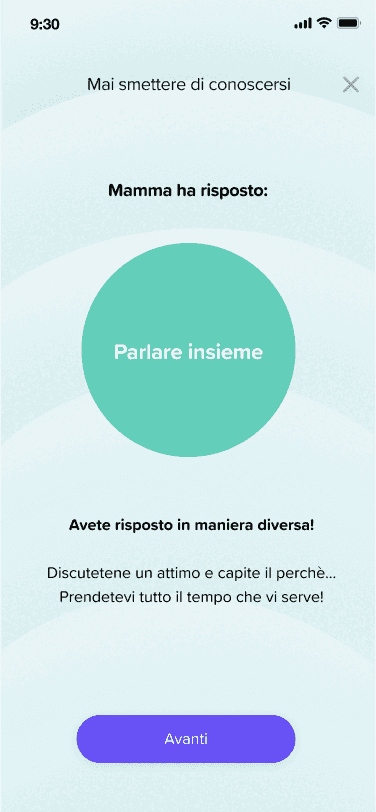 9:30
Mai smettere di conoscersi
Mamma ha risposto:
Parlare insieme
Avete risposto in maniera diversa!
Discutetene un attimo e capite il perchè...
Prendetevi tutto il tempo che vi serve!
Avanti